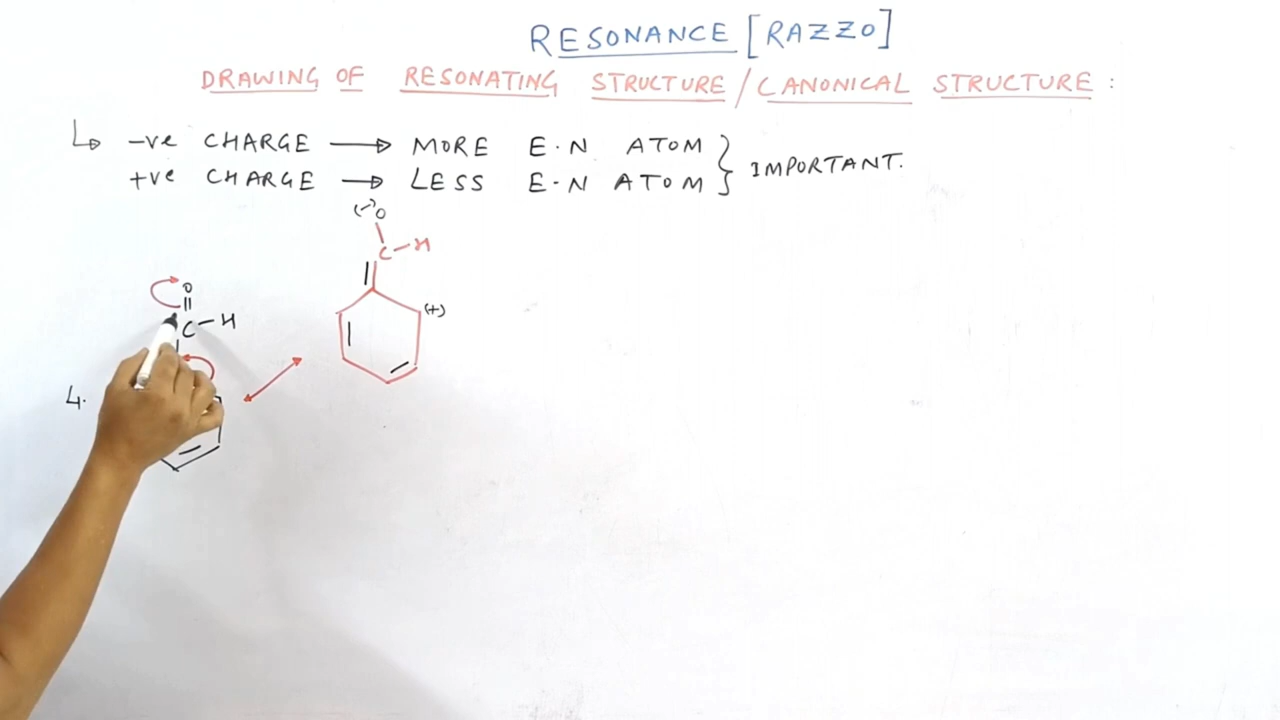 RESONANCE [RAZZO]
DRAWING OF RESONATING STRUCTURE / CANONICAL STRUCTURE :
-ve CHARGE → MORE E.N ATOM
+ve CHARGE → LESS E-N ATOM
} IMPORTANT.
(-) O
C-H
(+)
O
C-H
4.